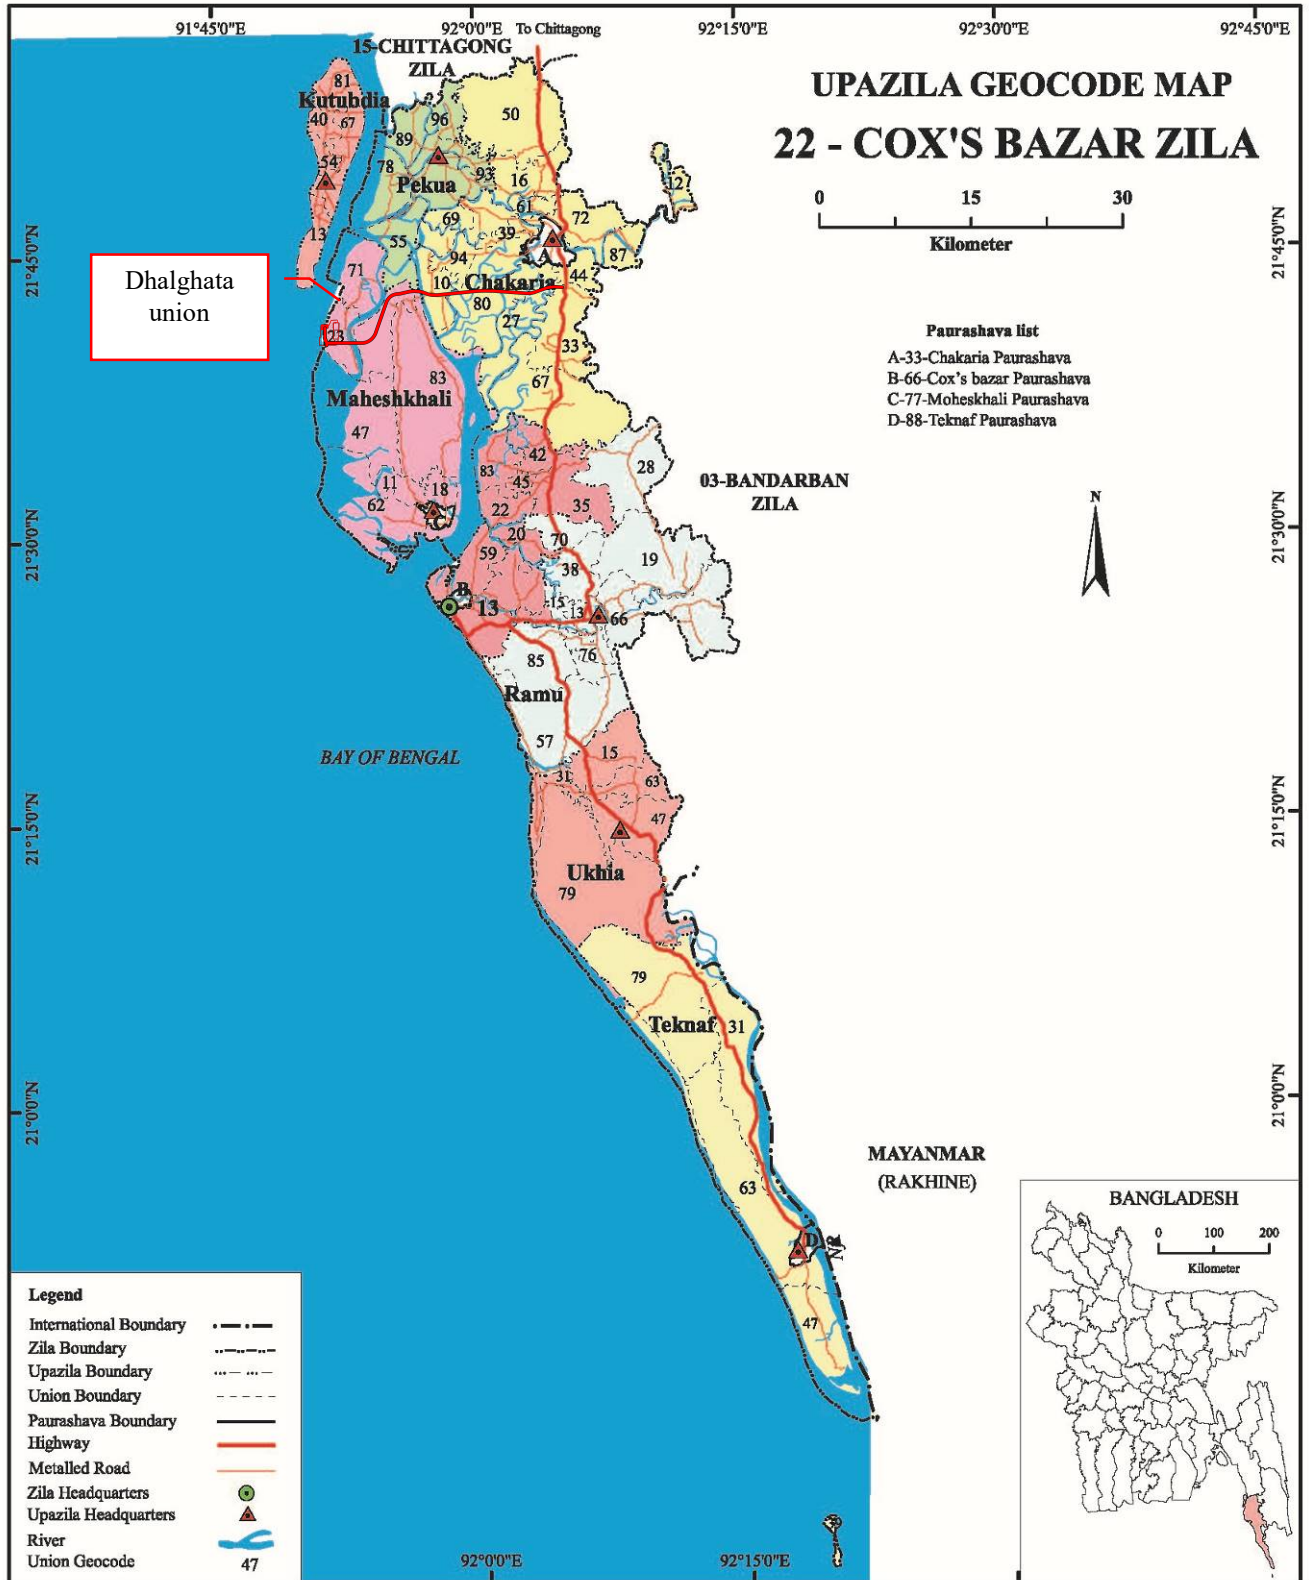 91°45'0"E
92°0'0"E
92°15'0"E
92°30'0"E
92°45'0"E
To Chittagong
15-CHITTAGONG
ZILA
UPAZILA GEOCODE MAP
22 - COX'S BAZAR ZILA
0 15 30
Kilometer
Paurashava list
A-33-Chakaria Paurashava
B-66-Cox's bazar Paurashava
C-77-Moheskhali Paurashava
D-88-Teknaf Paurashava
21°45'0"N
21°45'0"N
Dhalghata
union
81
Kutubdia
40
67
54
13
96
89
78
93
Pekua
55
50
16
61
12
72
69
39
A
87
94
10
Chakaria
44
80
27
33
67
71
23
83
Maheshkhali
47
11
62
18
C
42
83
45
22
35
28
03-BANDARBAN
ZILA
N
21°30'0"N
21°30'0"N
20
70
59
38
19
B
13
15
13
66
76
85
Ramu
57
BAY OF BENGAL
15
31
63
47
Ukhia
79
21°15'0"N
21°15'0"N
79
Teknaf
31
21°0'0"N
21°0'0"N
MAYANMAR
(RAKHINE)
63
D
47
BANGLADESH
0 100 200
Kilometer
Legend
International Boundary
Zila Boundary
Upazila Boundary
Union Boundary
Paurashava Boundary
Highway
Metalled Road
Zila Headquarters
Upazila Headquarters
River
Union Geocode 47
92°0'0"E
92°15'0"E